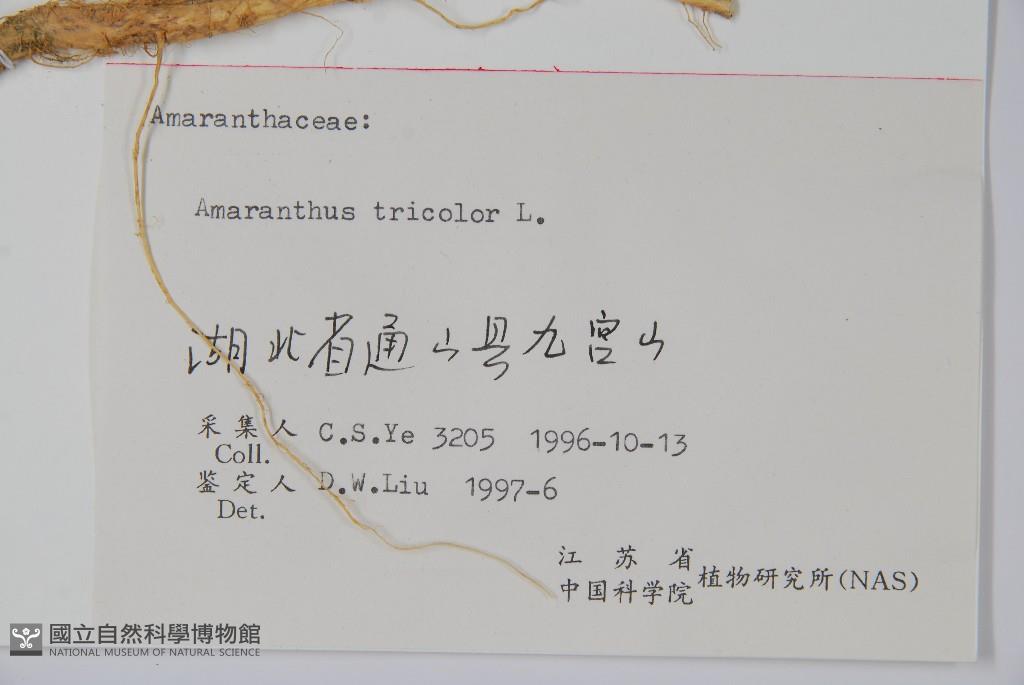 Amaranthaceae:
Amaranthus tricolor L.
湖北省通山县九宫山
采集人 C.S.Ye 3205 1996-10-13
Coll.
鉴定人 D.W.Liu 1997-6
Det.
江苏省
中国科学院植物研究所(NAS)
國立自然科學博物館
NATIONAL MUSEUM OF NATURAL SCIENCE